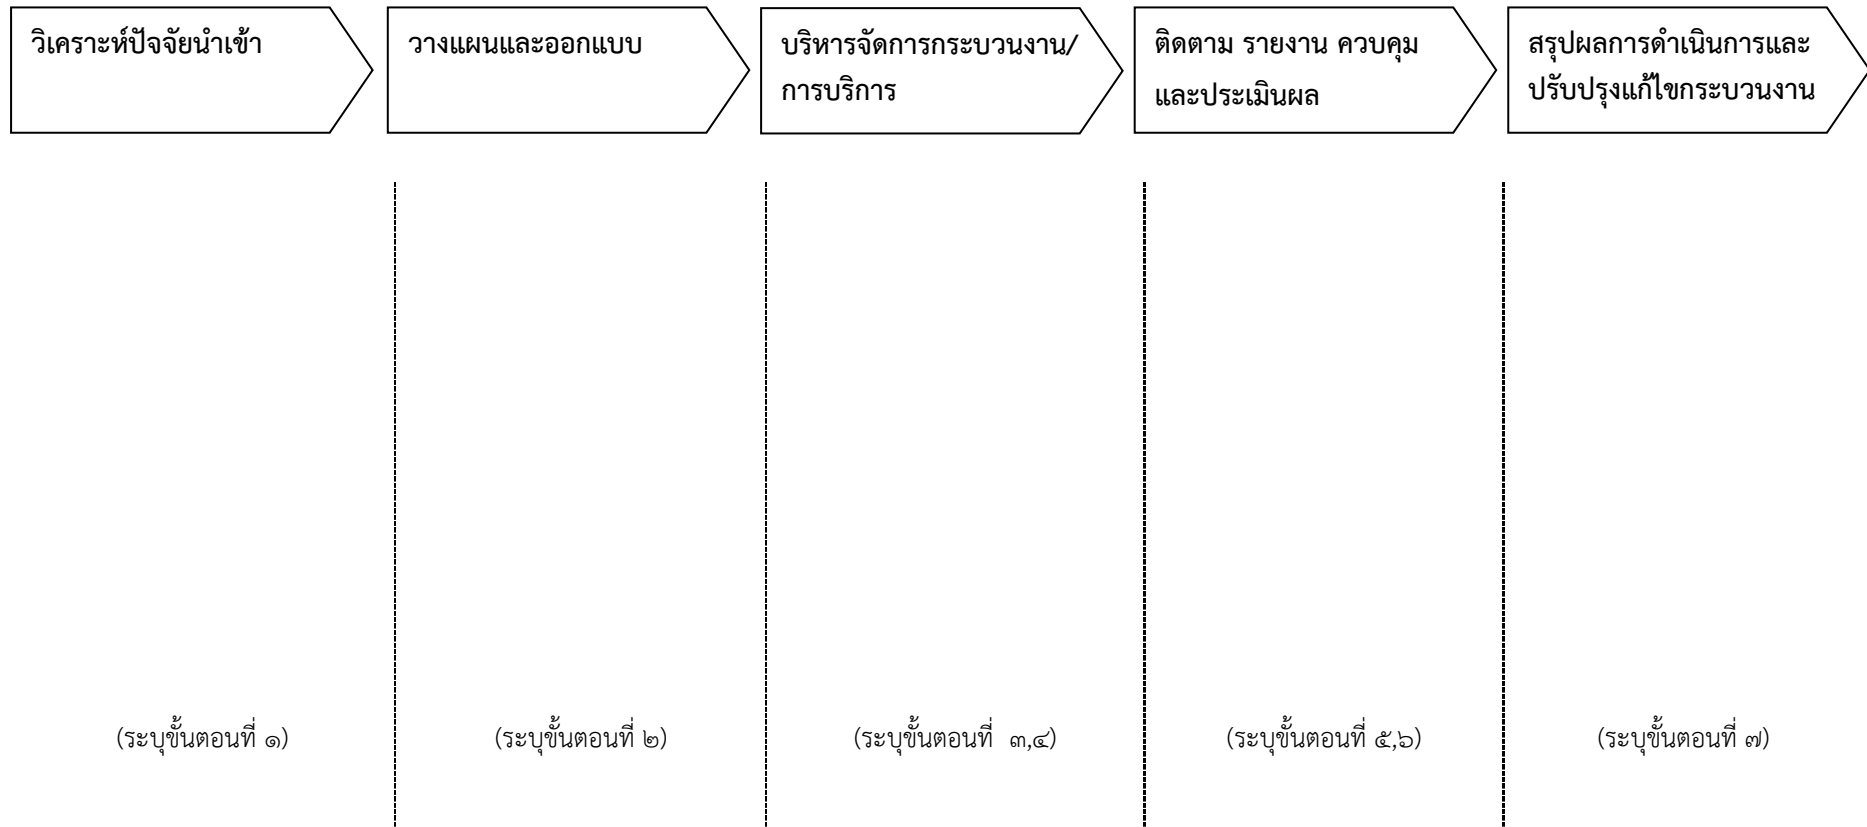 วิเคราะห์ปัจจัยนำเข้า
วางแผนและออกแบบ
บริหารจัดการกระบวนงาน/
การบริการ
ติดตาม รายงาน ควบคุม
และประเมินผล
สรุปผลการดำเนินการและ
ปรับปรุงแก้ไขกระบวนงาน
(ระบุขั้นตอนที่ ๑)
(ระบุขั้นตอนที่ ๒)
(ระบุขั้นตอนที่ ๓,๔)
(ระบุขั้นตอนที่ ๕,๖)
(ระบุขั้นตอนที่ ๗)